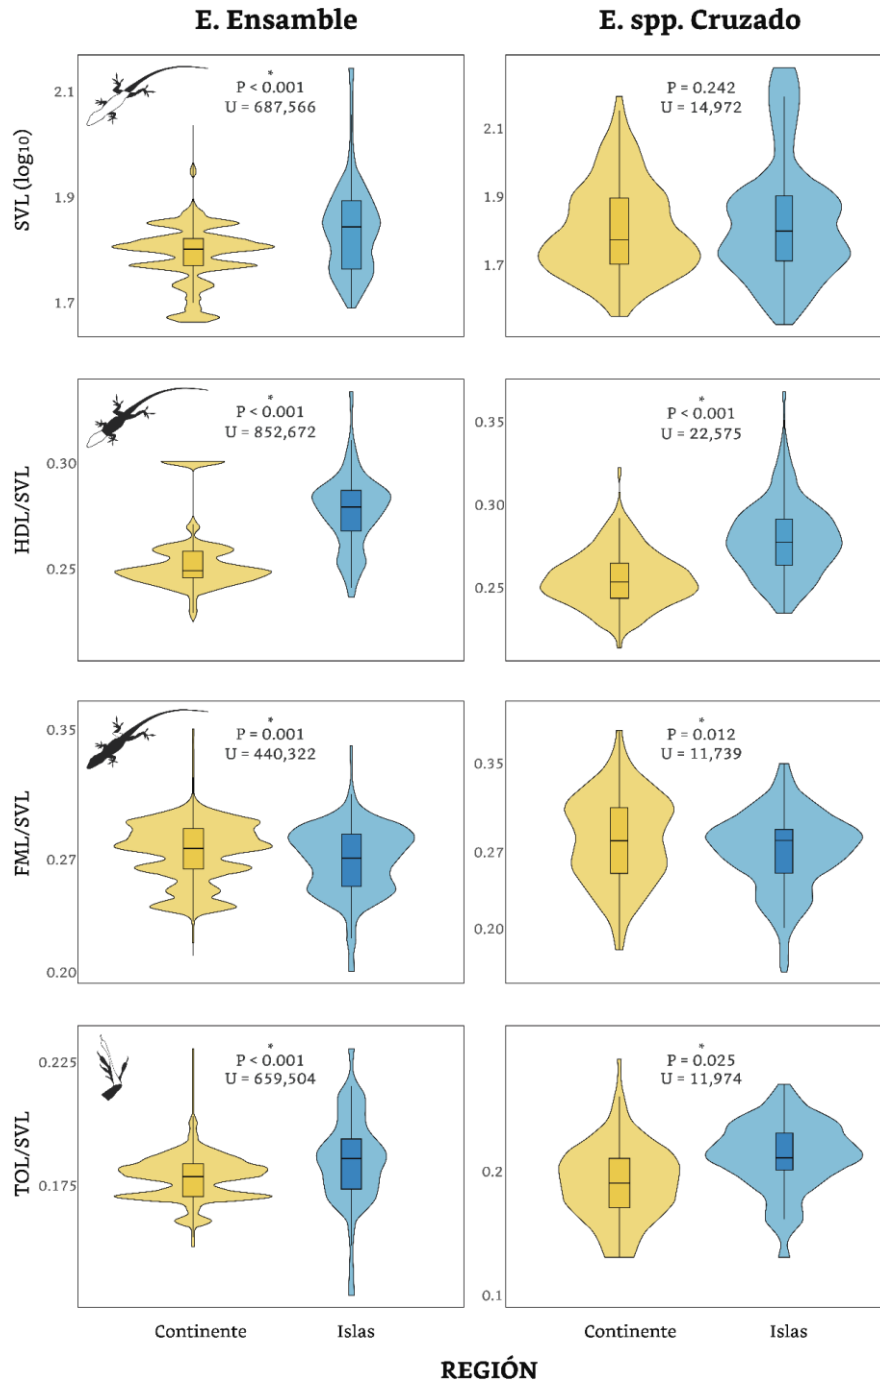 E. Ensamble
E. spp. Cruzado
SVL (log10)
2.1
1.9
1.7
*
P < 0.001
U = 687,566
2.1
1.9
1.7
P = 0.242
U = 14,972
HDL/SVL
0.30
0.25
*
P < 0.001
U = 852,672
0.35
0.30
0.25
*
P < 0.001
U = 22,575
FML/SVL
0.35
0.27
0.20
*
P = 0.001
U = 440,322
0.35
0.27
0.20
*
P = 0.012
U = 11,739
TOL/SVL
0.225
0.175
*
P < 0.001
U = 659,504
0.2
0.1
*
P = 0.025
U = 11,974
Continente
Islas
Continente
Islas
REGIÓN